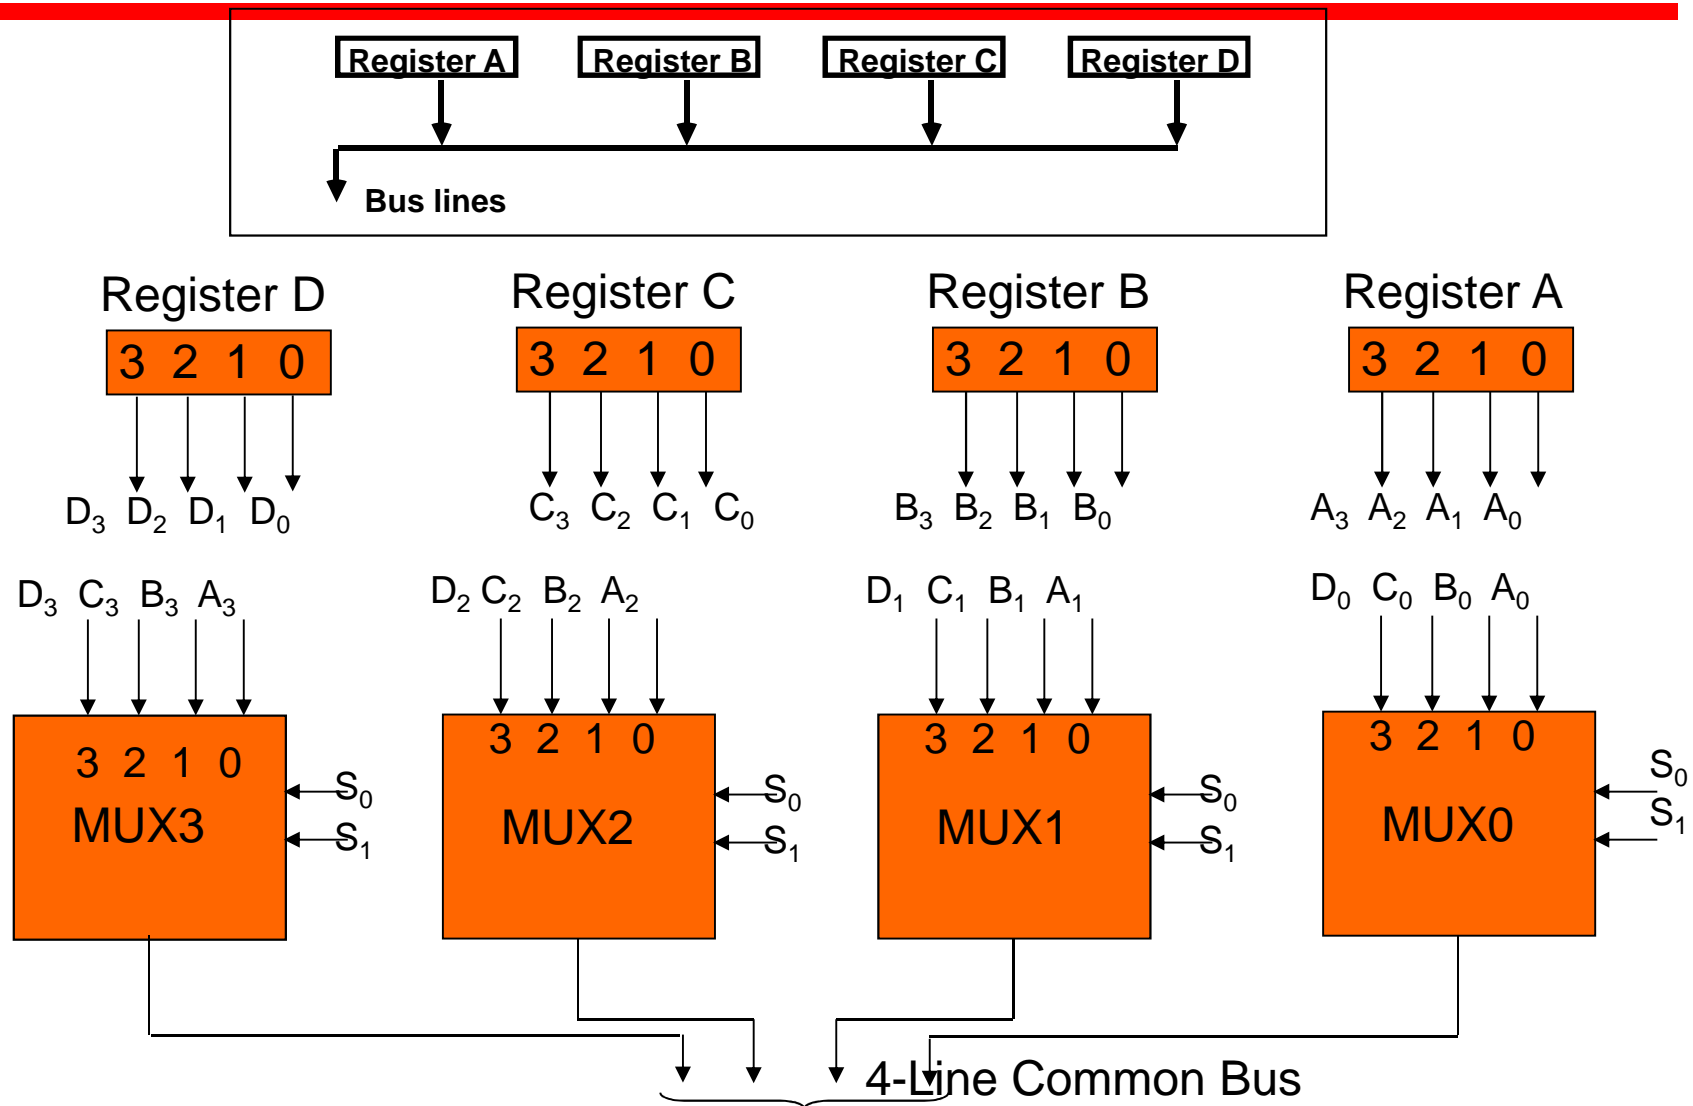 Register A Register B Register C Register D
Bus lines
Register D Register C Register B Register A
3 2 1 0 3 2 1 0 3 2 1 0 3 2 1 0
D3 D2 D1 D0 C3 C2 C1 C0 B3 B2 B1 B0 A3 A2 A1 A0
D3 C3 B3 A3 D2 C2 B2 A2 D1 C1 B1 A1 D0 C0 B0 A0
3 2 1 0 3 2 1 0 3 2 1 0 3 2 1 0
S0 S0 S0 S0
MUX3 MUX2 MUX1 MUX0
S1 S1 S1 S1
4-Line Common Bus